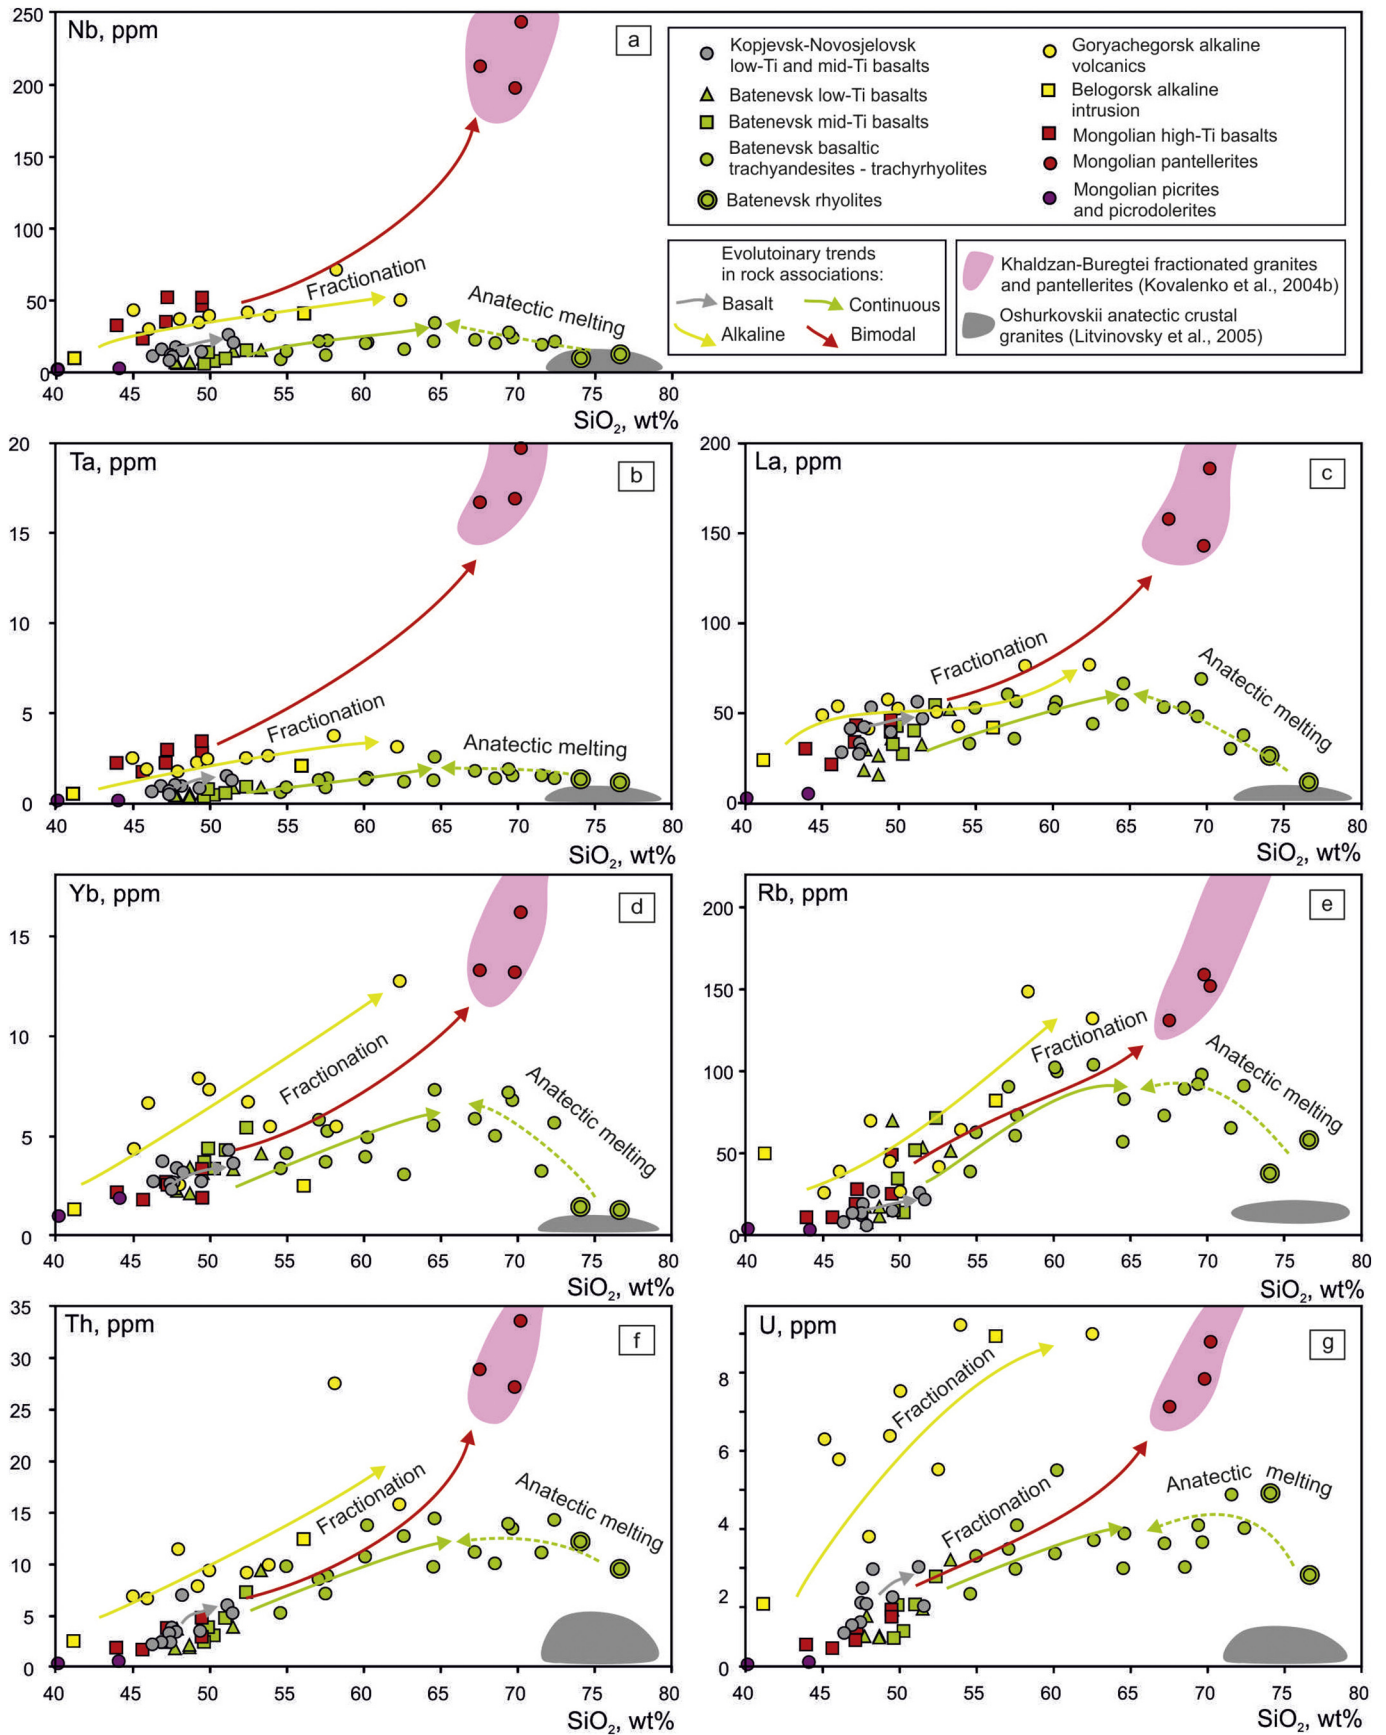 Nb, ppm
a
250
200
150
100
50
0
40 45 50 55 60 65 70 75 80
SiO2, wt%
Fractionation
Anatectic melting
Kopjevsk-Novosjelovsk
low-Ti and mid-Ti basalts
Batenevsk low-Ti basalts
Batenevsk mid-Ti basalts
Batenevsk basaltic
trachyandesites - trachyrhyolites
Batenevsk rhyolites
Goryachegorsk alkaline
volcanics
Belogorsk alkaline
intrusion
Mongolian high-Ti basalts
Mongolian pantellerites
Mongolian picrites
and picrodolerites
Evolutoinary trends
in rock associations:
Basalt
Continuous
Alkaline
Bimodal
Khaldzan-Buregtei fractionated granites
and pantellerites (Kovalenko et al., 2004b)
Oshurkovskii anatectic crustal
granites (Litvinovsky et al., 2005)
Ta, ppm
b
20
15
10
5
0
40 45 50 55 60 65 70 75 80
SiO2, wt%
Fractionation
Anatectic melting
La, ppm
c
200
150
100
50
0
40 45 50 55 60 65 70 75 80
SiO2, wt%
Fractionation
Anatectic melting
Yb, ppm
d
15
10
5
0
40 45 50 55 60 65 70 75 80
SiO2, wt%
Fractionation
Anatectic melting
Rb, ppm
e
200
150
100
50
0
40 45 50 55 60 65 70 75 80
SiO2, wt%
Fractionation
Anatectic melting
Th, ppm
f
35
30
25
20
15
10
5
0
40 45 50 55 60 65 70 75 80
SiO2, wt%
Fractionation
Anatectic melting
U, ppm
g
8
6
4
2
0
40 45 50 55 60 65 70 75 80
SiO2, wt%
Fractionation
Fractionation
Anatectic melting